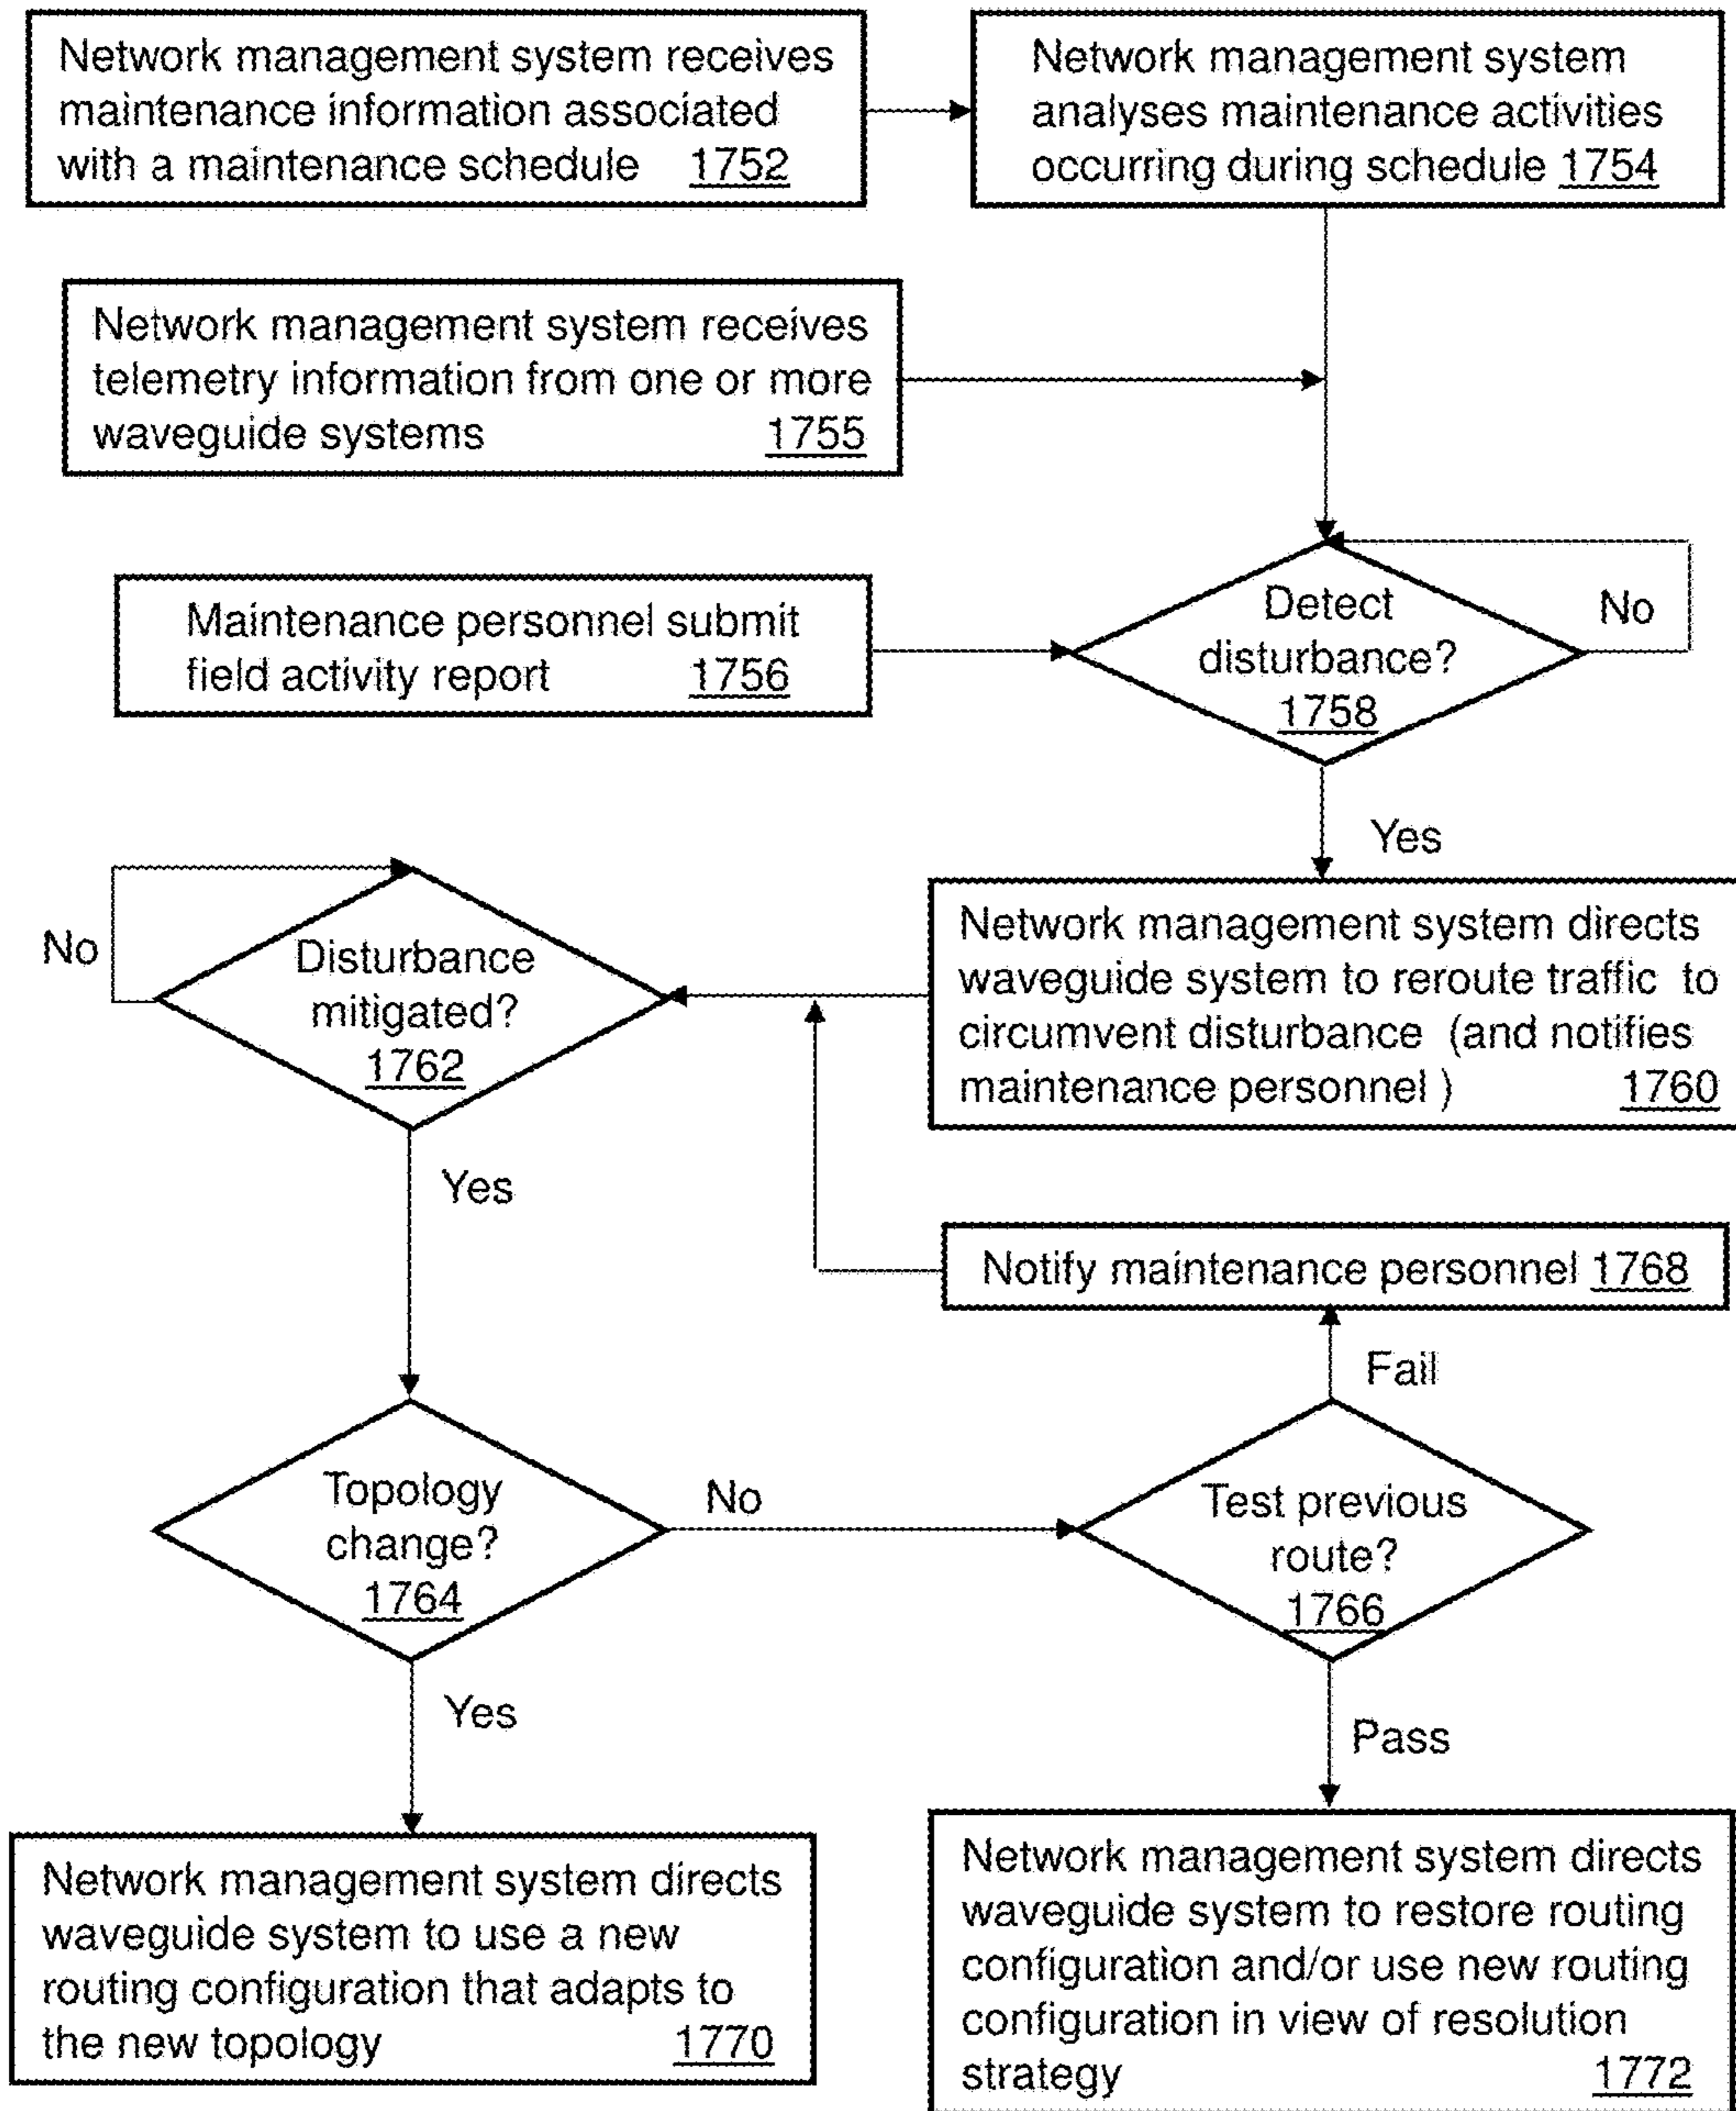 Network management system receives
maintenance information associated
with a maintenance schedule 1752
Network management system
analyses maintenance activities
occurring during schedule 1754
Network management system receives
telemetry information from one or more
waveguide systems 1755
Maintenance personnel submit
field activity report 1756
Detect
disturbance?
1758
No
Yes
Network management system directs
waveguide system to reroute traffic to
circumvent disturbance (and notifies
maintenance personnel ) 1760
Disturbance
mitigated?
1762
No
Yes
Notify maintenance personnel 1768
Fail
Topology
change?
1764
No
Test previous
route?
1766
Yes
Pass
Network management system directs
waveguide system to use a new
routing configuration that adapts to
the new topology 1770
Network management system directs
waveguide system to restore routing
configuration and/or use new routing
configuration in view of resolution
strategy 1772